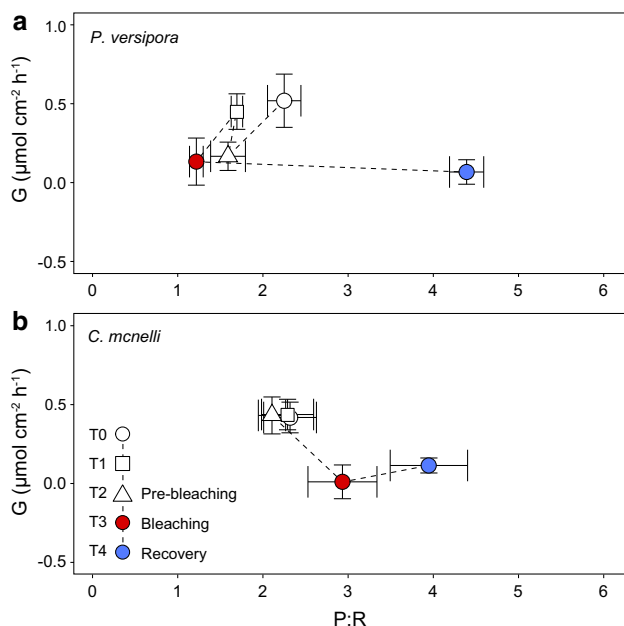 a
P. versipora
1.0
0.5
0.0
-0.5
G (µmol cm⁻² h⁻¹)
0 1 2 3 4 5 6
b
C. mcnelli
1.0
0.5
0.0
-0.5
G (µmol cm⁻² h⁻¹)
T0
T1
T2 Pre-bleaching
T3 Bleaching
T4 Recovery
0 1 2 3 4 5 6
P:R